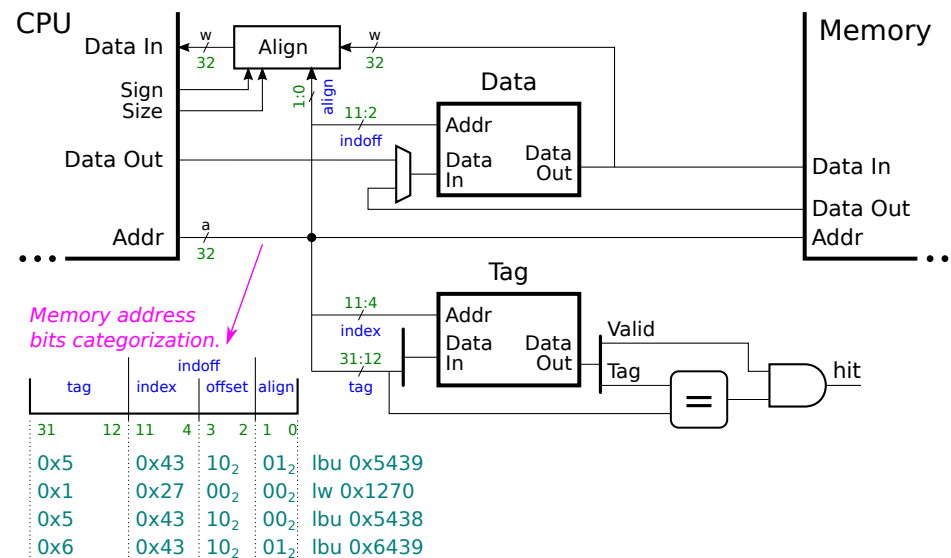 CPU
Memory
Data In
w
32
Align
w
32
Sign
Size
1:0
align
Data
11:2
indoff
Addr
Data
In
Data
Out
Data Out
Data In
Data Out
Addr
a
32
Addr
Tag
Memory address
bits categorization.
11:4
index
Addr
Data
In
Data
Out
31:12
tag
Valid
Tag
=
hit
indoff
tag index offset align
31 12 11 4 3 2 1 0
0x5 0x43 10₂ 01₂ lbu 0x5439
0x1 0x27 00₂ 00₂ lw 0x1270
0x5 0x43 10₂ 00₂ lbu 0x5438
0x6 0x43 10₂ 01₂ lbu 0x6439